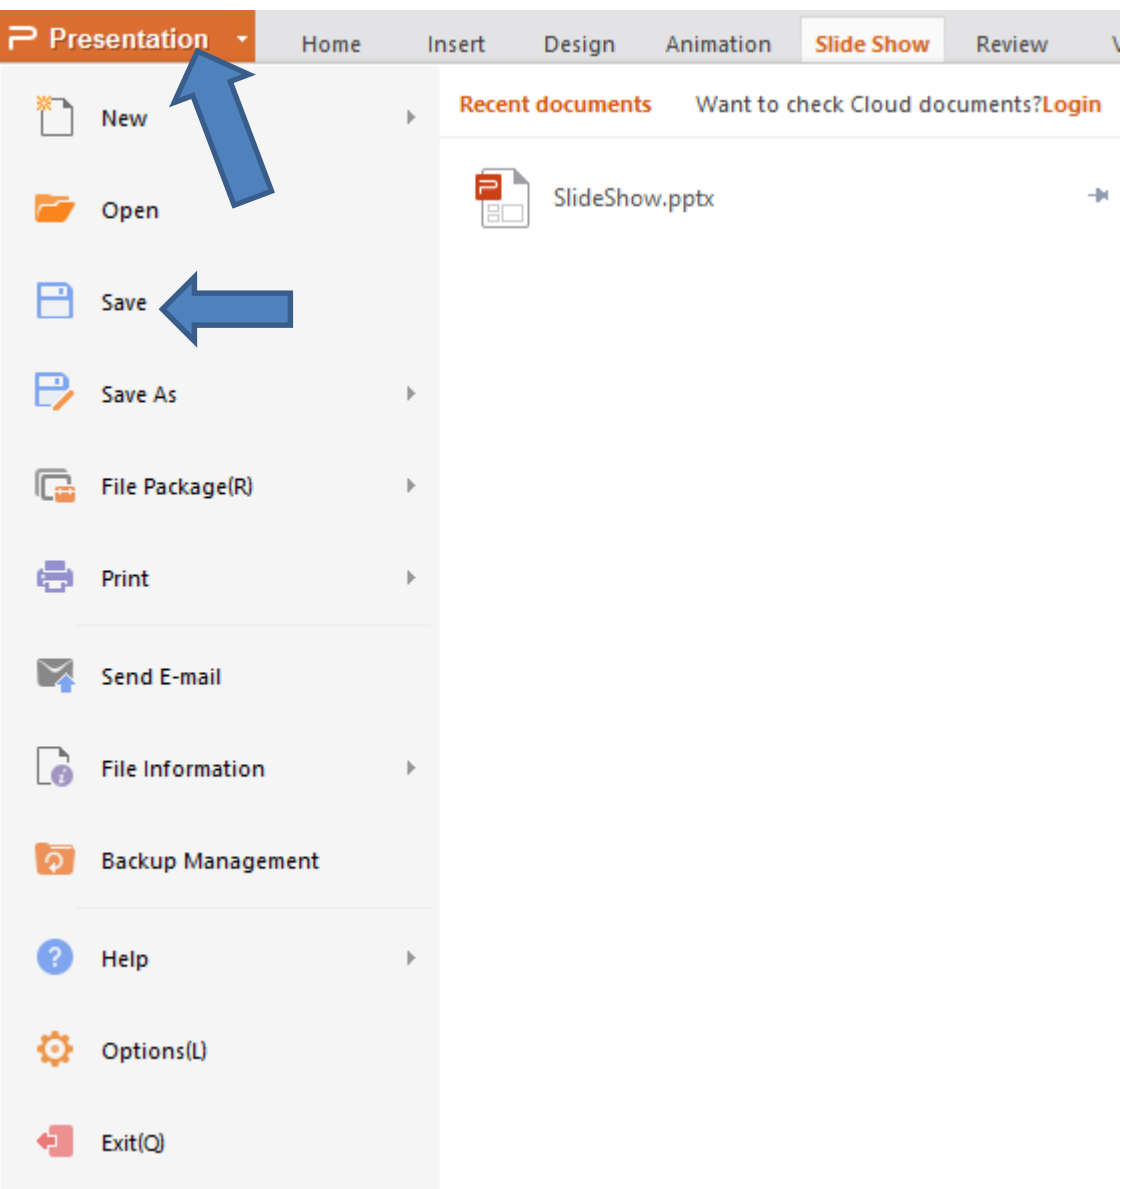 Presentation Home Insert Design Animation Slide Show Review
New
Open
Save
Save As
File Package(R)
Print
Send E-mail
File Information
Backup Management
Help
Options(L)
Exit(Q)
Recent documents Want to check Cloud documents?Login
SlideShow.pptx